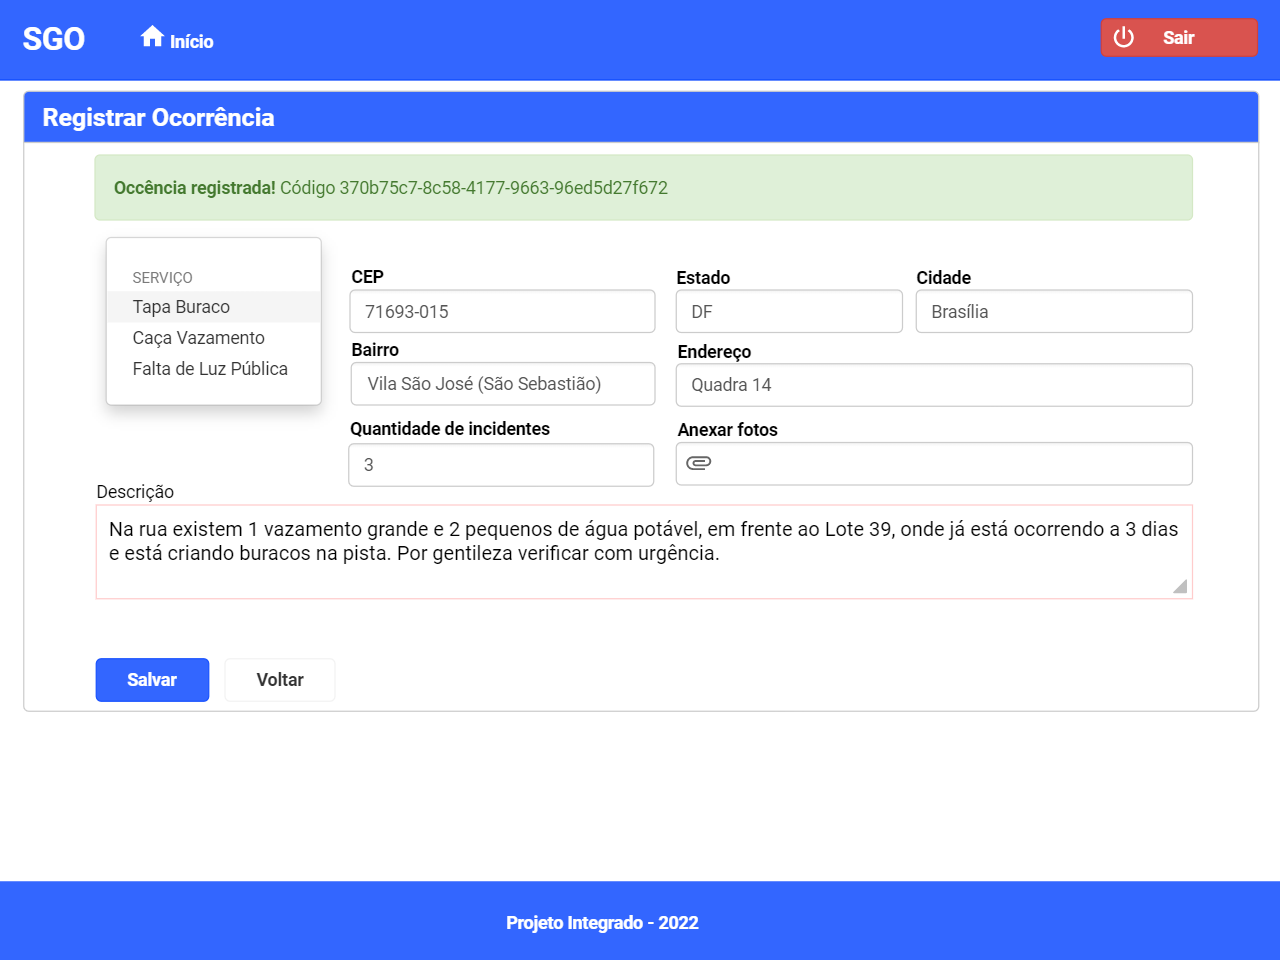 SGO
Início
Sair
Registrar Ocorrência
Occência registrada! Código 370b75c7-8c58-4177-9663-96ed5d27f672
SERVIÇO
Tapa Buraco
Caça Vazamento
Falta de Luz Pública
CEP
71693-015
Estado
DF
Cidade
Brasília
Bairro
Vila São José (São Sebastião)
Endereço
Quadra 14
Quantidade de incidentes
3
Anexar fotos
Descrição
Na rua existem 1 vazamento grande e 2 pequenos de água potável, em frente ao Lote 39, onde já está ocorrendo a 3 dias
e está criando buracos na pista. Por gentileza verificar com urgência.
Salvar
Voltar
Projeto Integrado - 2022